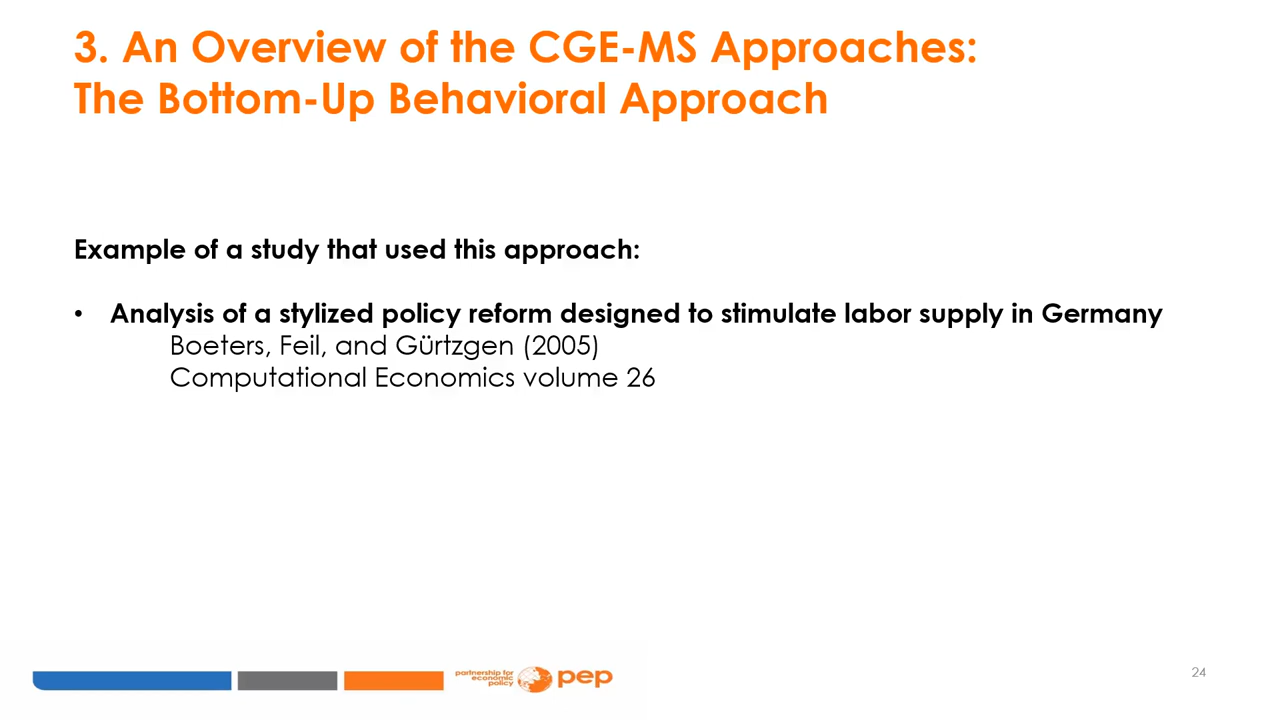 3. An Overview of the CGE-MS Approaches:
The Bottom-Up Behavioral Approach
Example of a study that used this approach:
• Analysis of a stylized policy reform designed to stimulate labor supply in Germany
Boeters, Feil, and Gürtzgen (2005)
Computational Economics volume 26
partnership for
economic
policy
pep
24